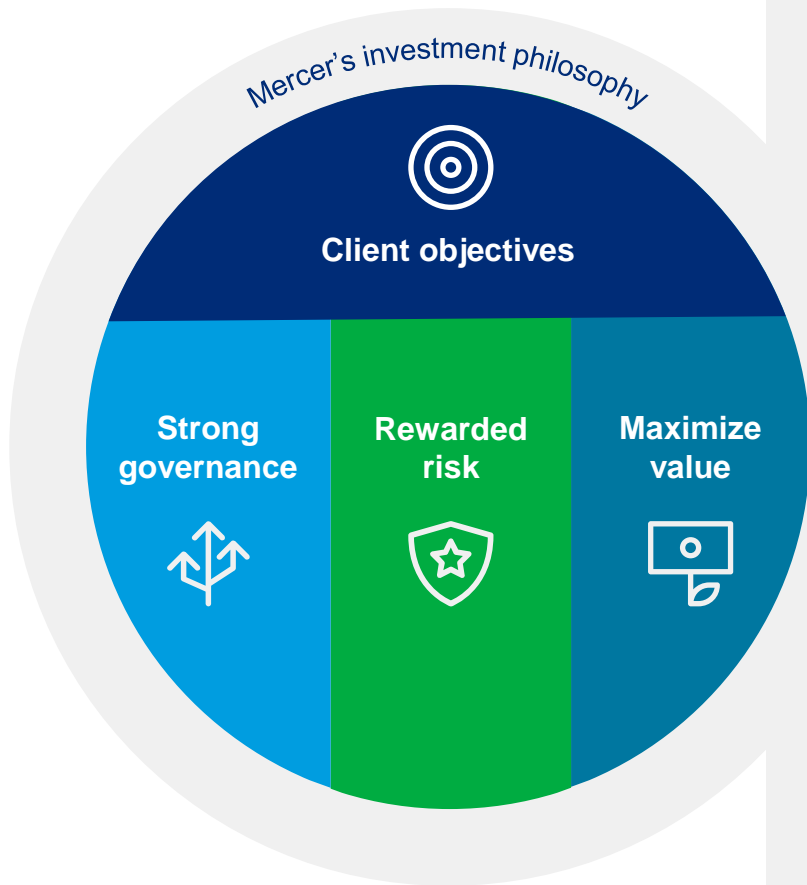 Mercer's investment philosophy
Client objectives
Strong
governance
Rewarded
risk
Maximize
value